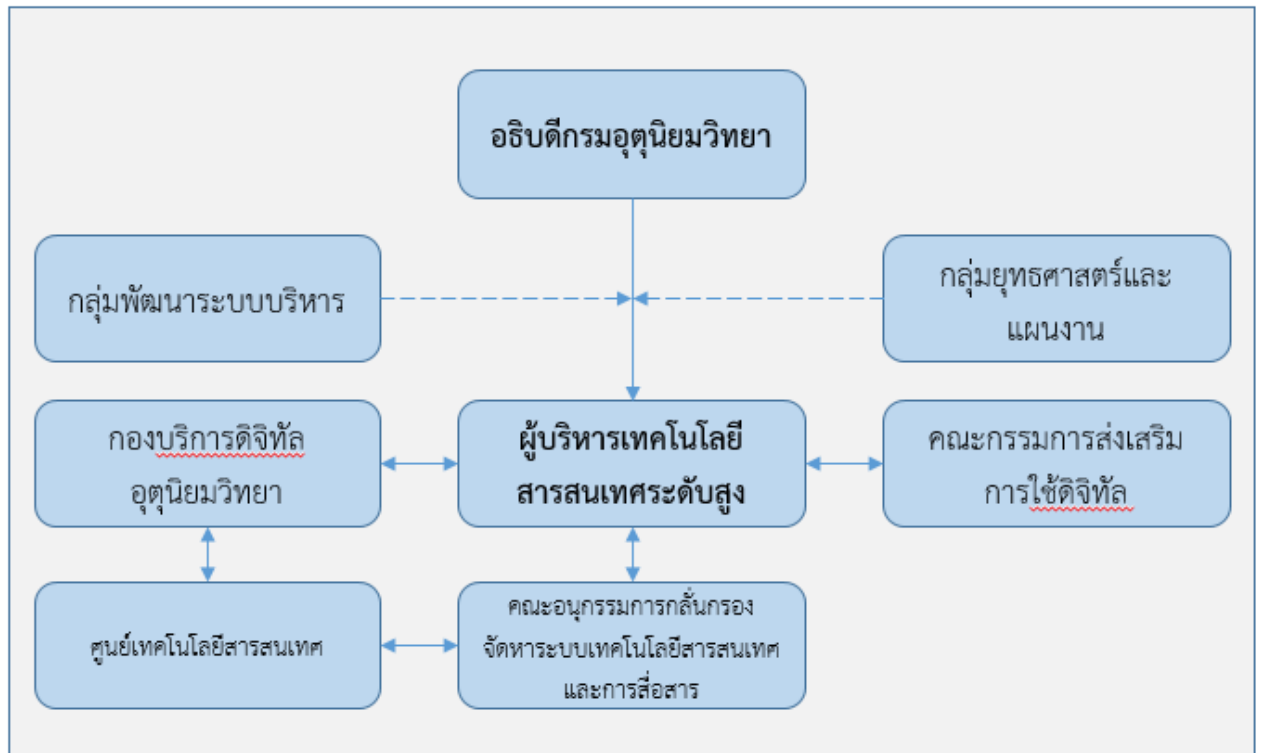 อธิบดีกรมอุตุนิยมวิทยา
กลุ่มพัฒนาระบบบริหาร
กลุ่มยุทธศาสตร์และ
แผนงาน
กองบริการดิจิทัล
อุตุนิยมวิทยา
ผู้บริหารเทคโนโลยี
สารสนเทศระดับสูง
คณะกรรมการส่งเสริม
การใช้ดิจิทัล
ศูนย์เทคโนโลยีสารสนเทศ
คณะอนุกรรมการกลั่นกรอง
จัดหาระบบเทคโนโลยีสารสนเทศ
และการสื่อสาร